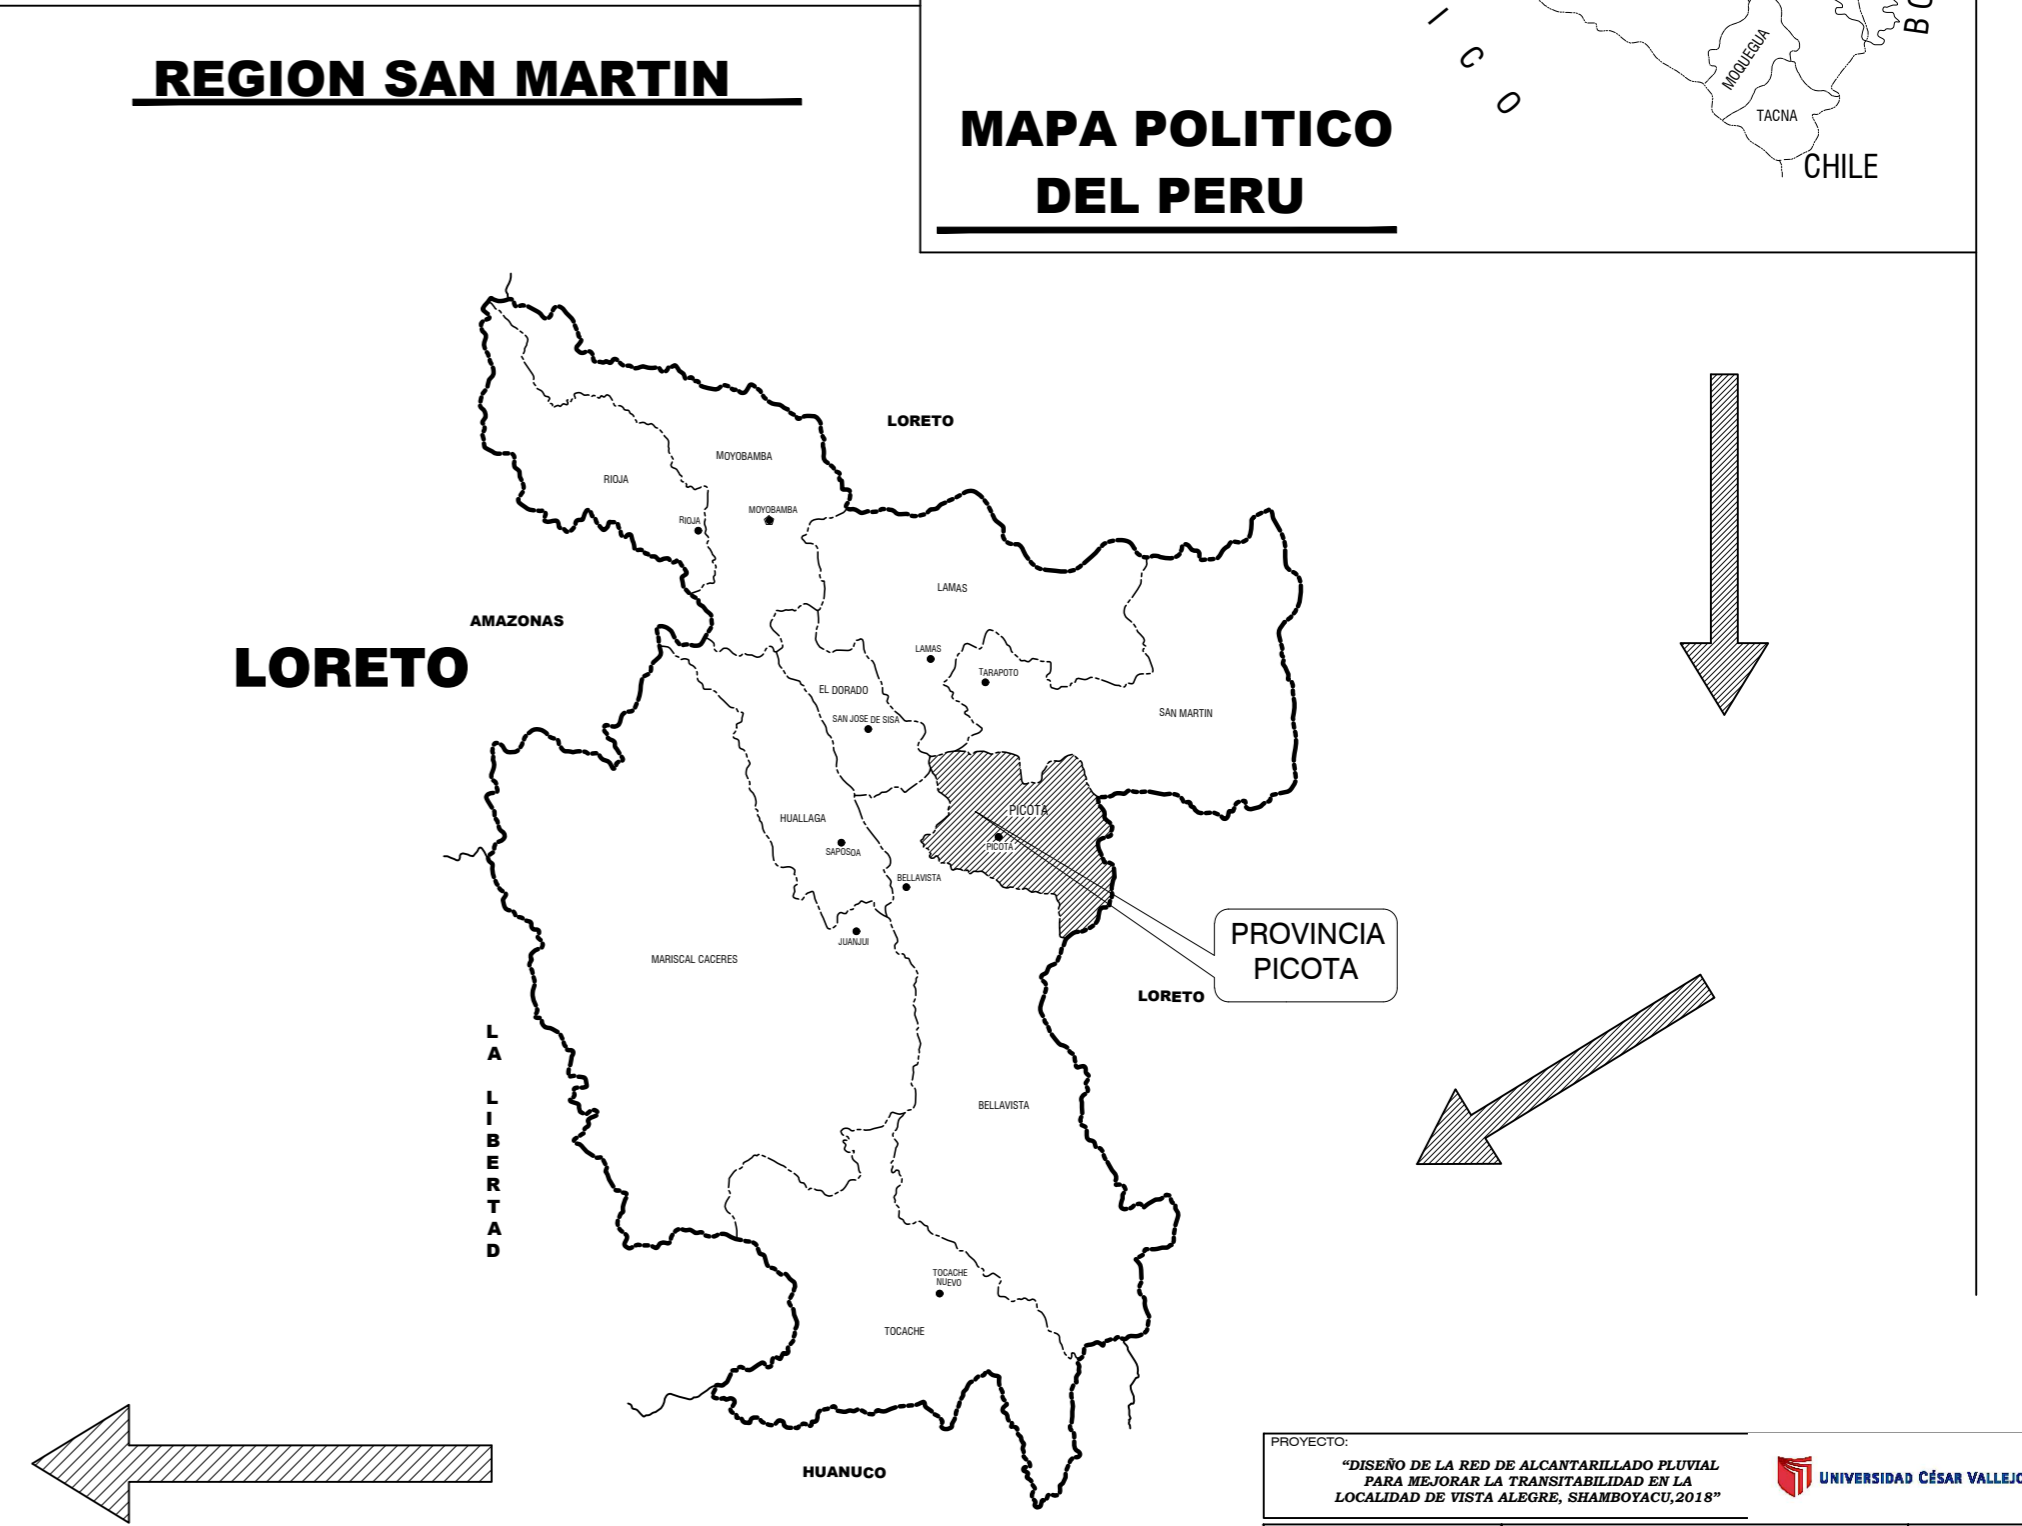 REGION SAN MARTIN
I
C
O
MOQUEGUA
TACNA
CHILE
MAPA POLITICO
DEL PERU
LORETO
MOYOBAMBA
RIOJA
MOYOBAMBA
RIOJA
LAMAS
AMAZONAS
LORETO
LAMAS
TARAPOTO
EL DORADO
SAN JOSE DE SISA
SAN MARTIN
PICOTA
HUALLAGA
PICOTA
SAPOSOA
BELLAVISTA
PROVINCIA
PICOTA
JUANJUI
MARISCAL CACERES
LORETO
LA LIBERTAD
BELLAVISTA
TOCACHE
NUEVO
TOCACHE
HUANUCO
PROYECTO:
“DISEÑO DE LA RED DE ALCANTARILLADO PLUVIAL
PARA MEJORAR LA TRANSITABILIDAD EN LA
LOCALIDAD DE VISTA ALEGRE, SHAMBOYACU,2018”
UNIVERSIDAD CÉSAR VALLEJO